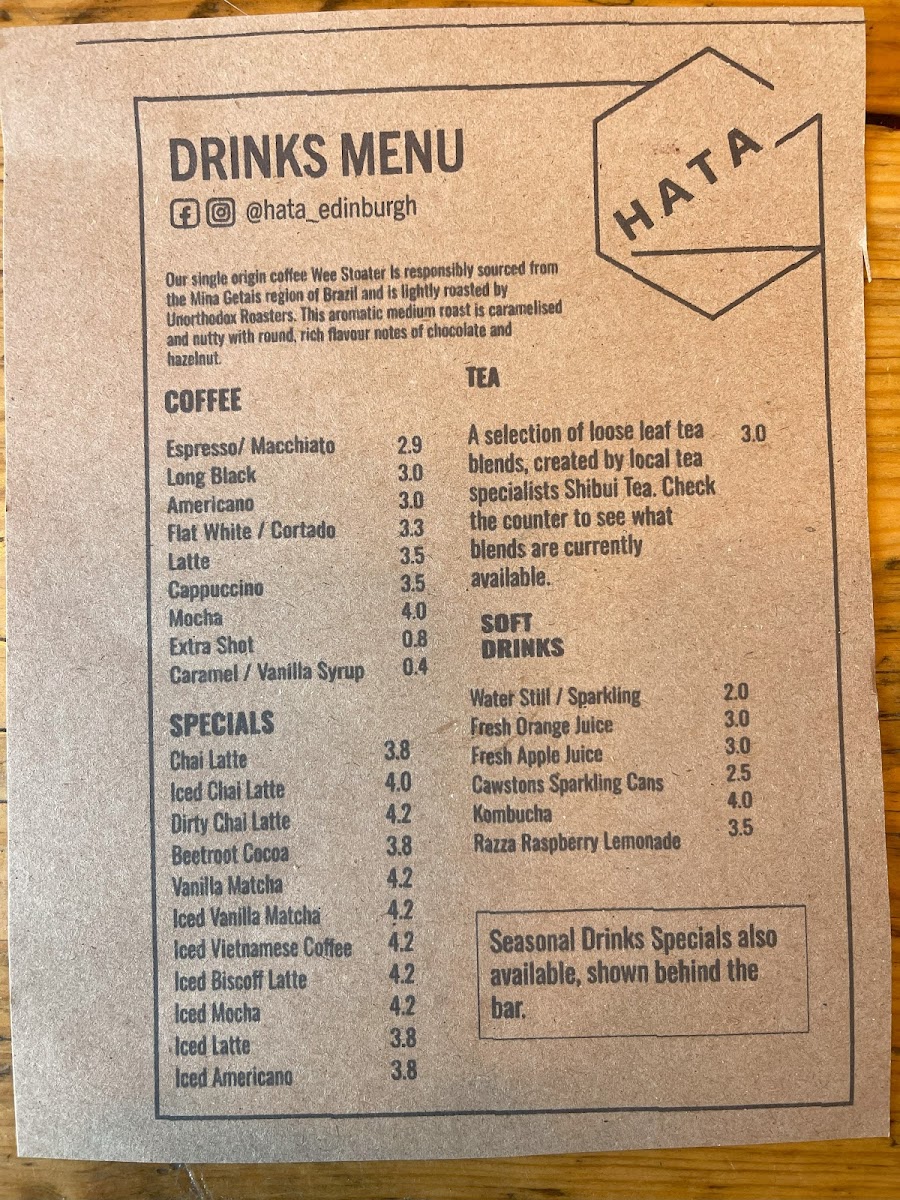 HATA
DRINKS MENU
@hata_edinburgh
Our single origin coffee Wee Stoater is responsibly sourced from
the Mina Getais region of Brazil and is lightly roasted by
Unorthodox Roasters. This aromatic medium roast is caramelised
and nutty with round, rich flavour notes of chocolate and
hazelnut.
COFFEE
Espresso/ Macchiato 2.9
Long Black 3.0
Americano 3.0
Flat White / Cortado 3.3
Latte 3.5
Cappuccino 3.5
Mocha 4.0
Extra Shot 0.8
Caramel / Vanilla Syrup 0.4
SPECIALS
Chai Latte 3.8
Iced Chai Latte 4.0
Dirty Chai Latte 4.2
Beetroot Cocoa 3.8
Vanilla Matcha 4.2
Iced Vanilla Matcha 4.2
Iced Vietnamese Coffee 4.2
Iced Biscoff Latte 4.2
Iced Mocha 4.2
Iced Latte 3.8
Iced Americano 3.8
TEA
A selection of loose leaf tea 3.0
blends, created by local tea
specialists Shibui Tea. Check
the counter to see what
blends are currently
available.
SOFT
DRINKS
Water Still / Sparkling 2.0
Fresh Orange Juice 3.0
Fresh Apple Juice 3.0
Cawstons Sparkling Cans 2.5
Kombucha 4.0
Razza Raspberry Lemonade 3.5
Seasonal Drinks Specials also
available, shown behind the
bar.